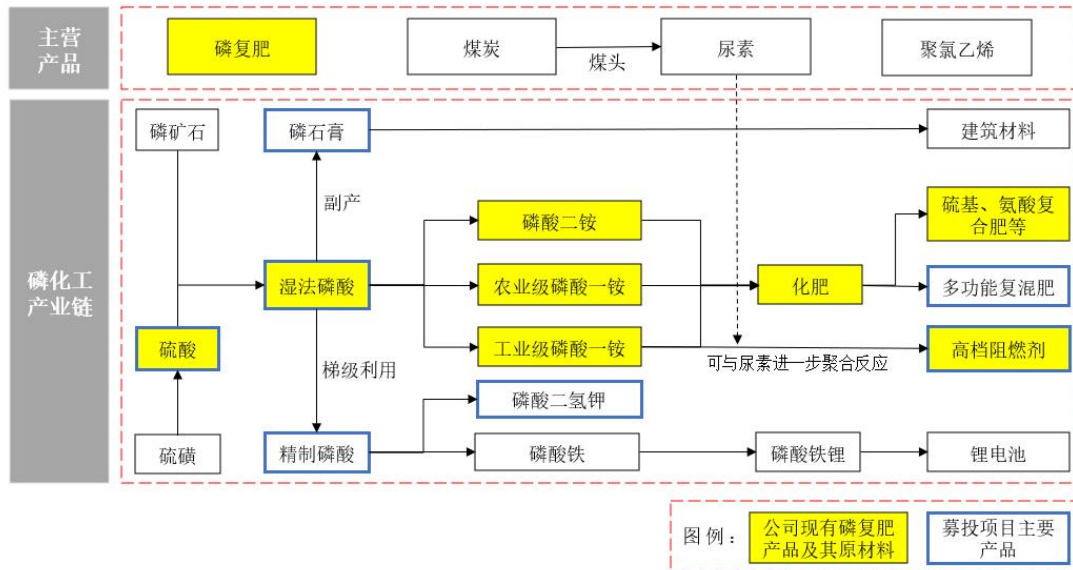 主营
产品
磷复肥
煤炭
煤头
尿素
聚氯乙烯
磷化工
产业链
磷矿石
磷石膏
建筑材料
副产
磷酸二铵
硫基、氨酸复
合肥等
湿法磷酸
农业级磷酸一铵
化肥
多功能复混肥
硫酸
工业级磷酸一铵
高档阻燃剂
可与尿素进一步聚合反应
梯级利用
磷酸二氢钾
硫磺
精制磷酸
磷酸铁
磷酸铁锂
锂电池
图例：
公司现有磷复肥
产品及其原材料
募投项目主要
产品